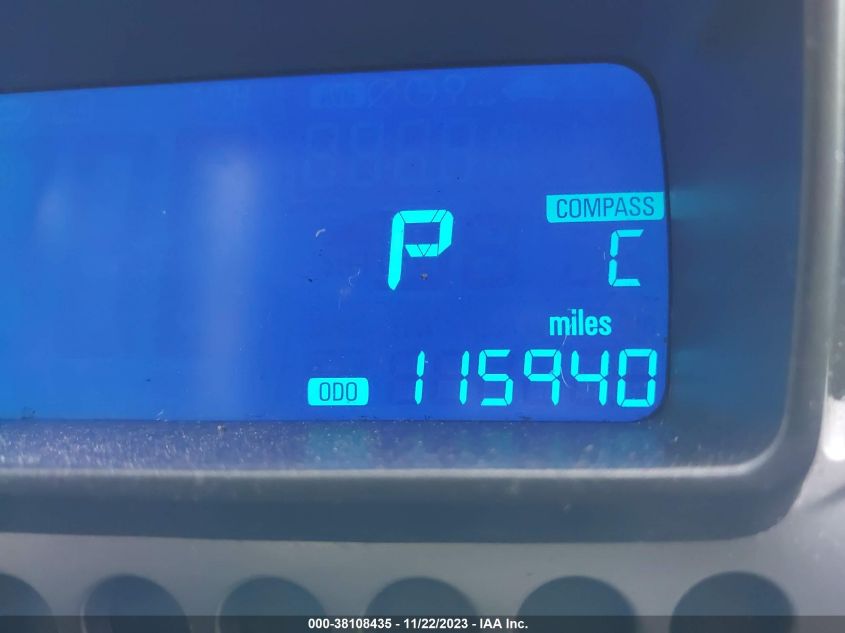 COMPASS
P C
miles
ODO 115940
000-38108435 - 11/22/2023 - IAA Inc.